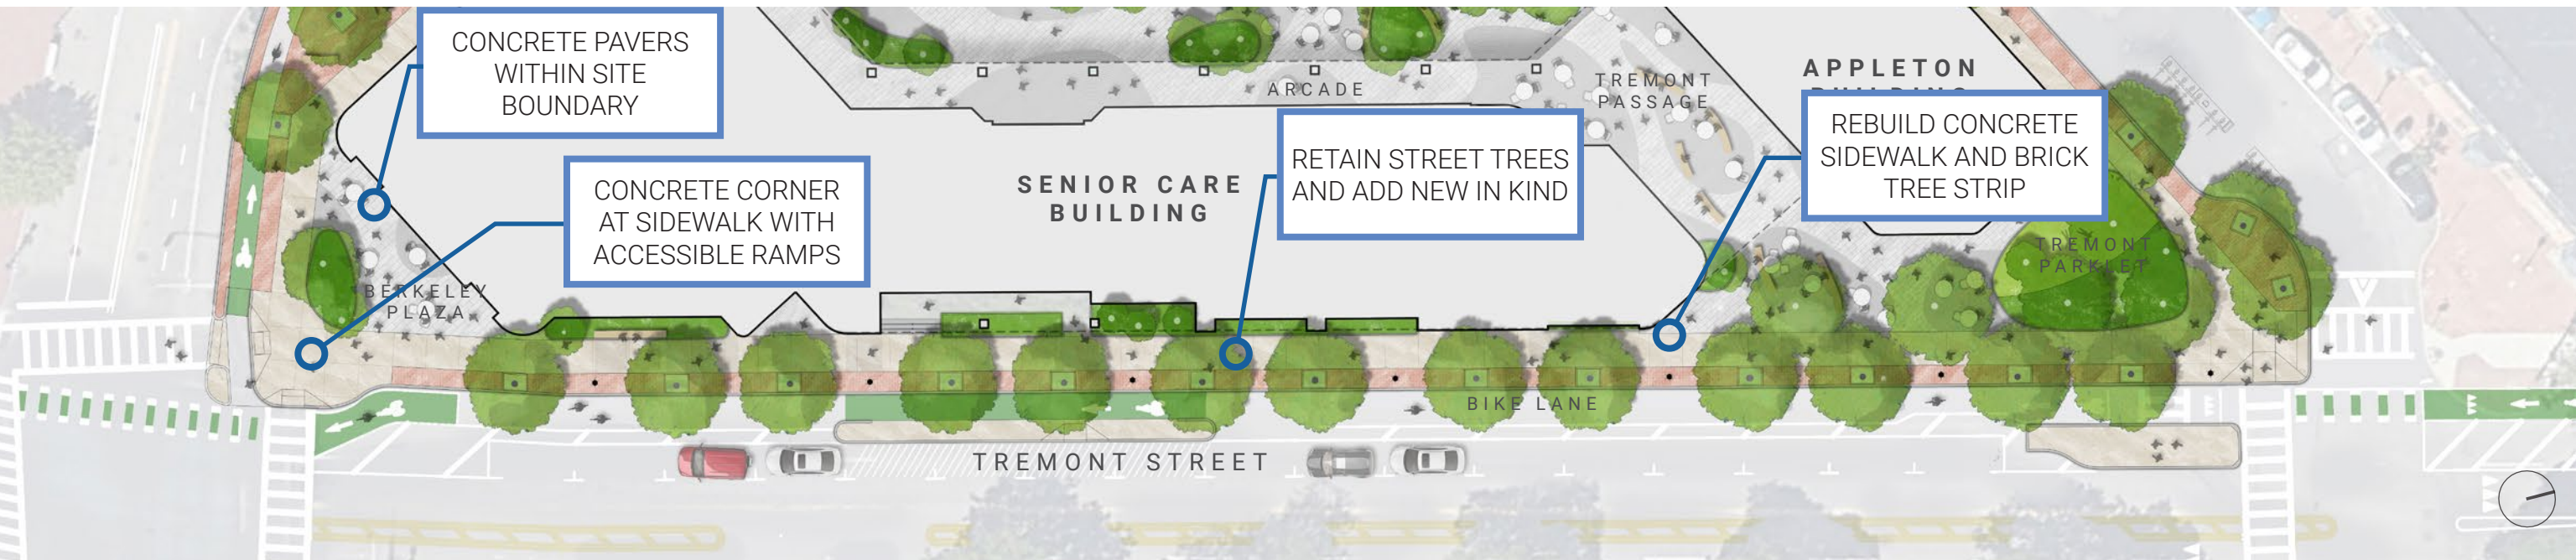 CONCRETE PAVERS
WITHIN SITE
BOUNDARY
CONCRETE CORNER
AT SIDEWALK WITH
ACCESSIBLE RAMPS
BERKELEY
PLAZA
SENIOR CARE
BUILDING
ARCADE
RETAIN STREET TREES
AND ADD NEW IN KIND
TREMONT
PASSAGE
APPLETON
BUILDING
REBUILD CONCRETE
SIDEWALK AND BRICK
TREE STRIP
TREMONT
PARKLET
BIKE LANE
TREMONT STREET